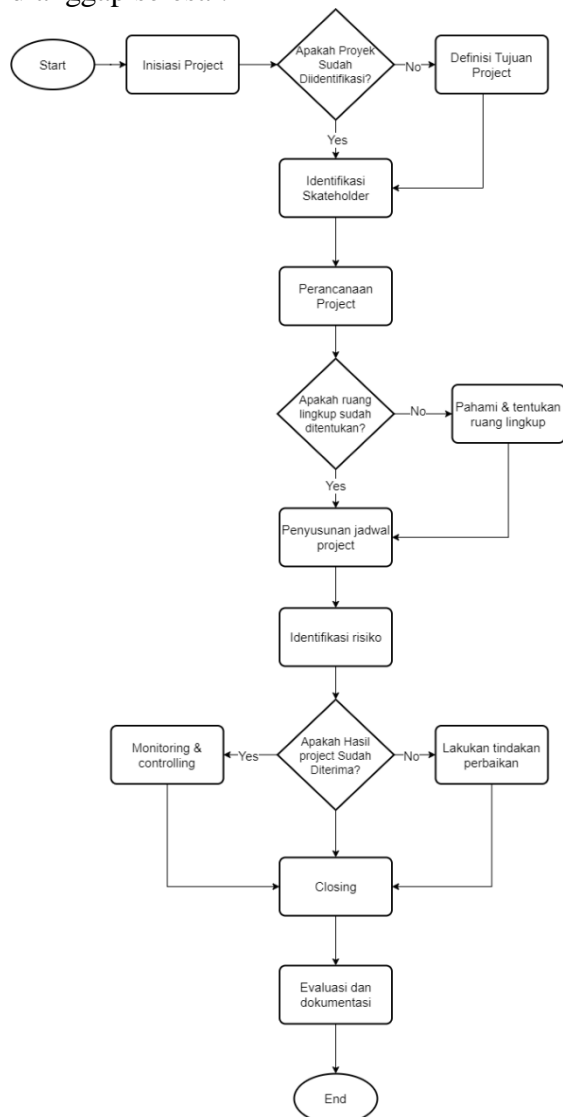 Start
Inisiasi Project
Apakah Proyek
Sudah
Diidentifikasi?
No
Definisi Tujuan
Project
Yes
Identifikasi
Skateholder
Perancanaan
Project
Apakah ruang
lingkup sudah
ditentukan?
No
Pahami & tentukan
ruang lingkup
Yes
Penyusunan jadwal
project
Identifikasi risiko
Monitoring &
controlling
Yes
Apakah Hasil
project Sudah
Diterima?
No
Lakukan tindakan
perbaikan
Closing
Evaluasi dan
dokumentasi
End